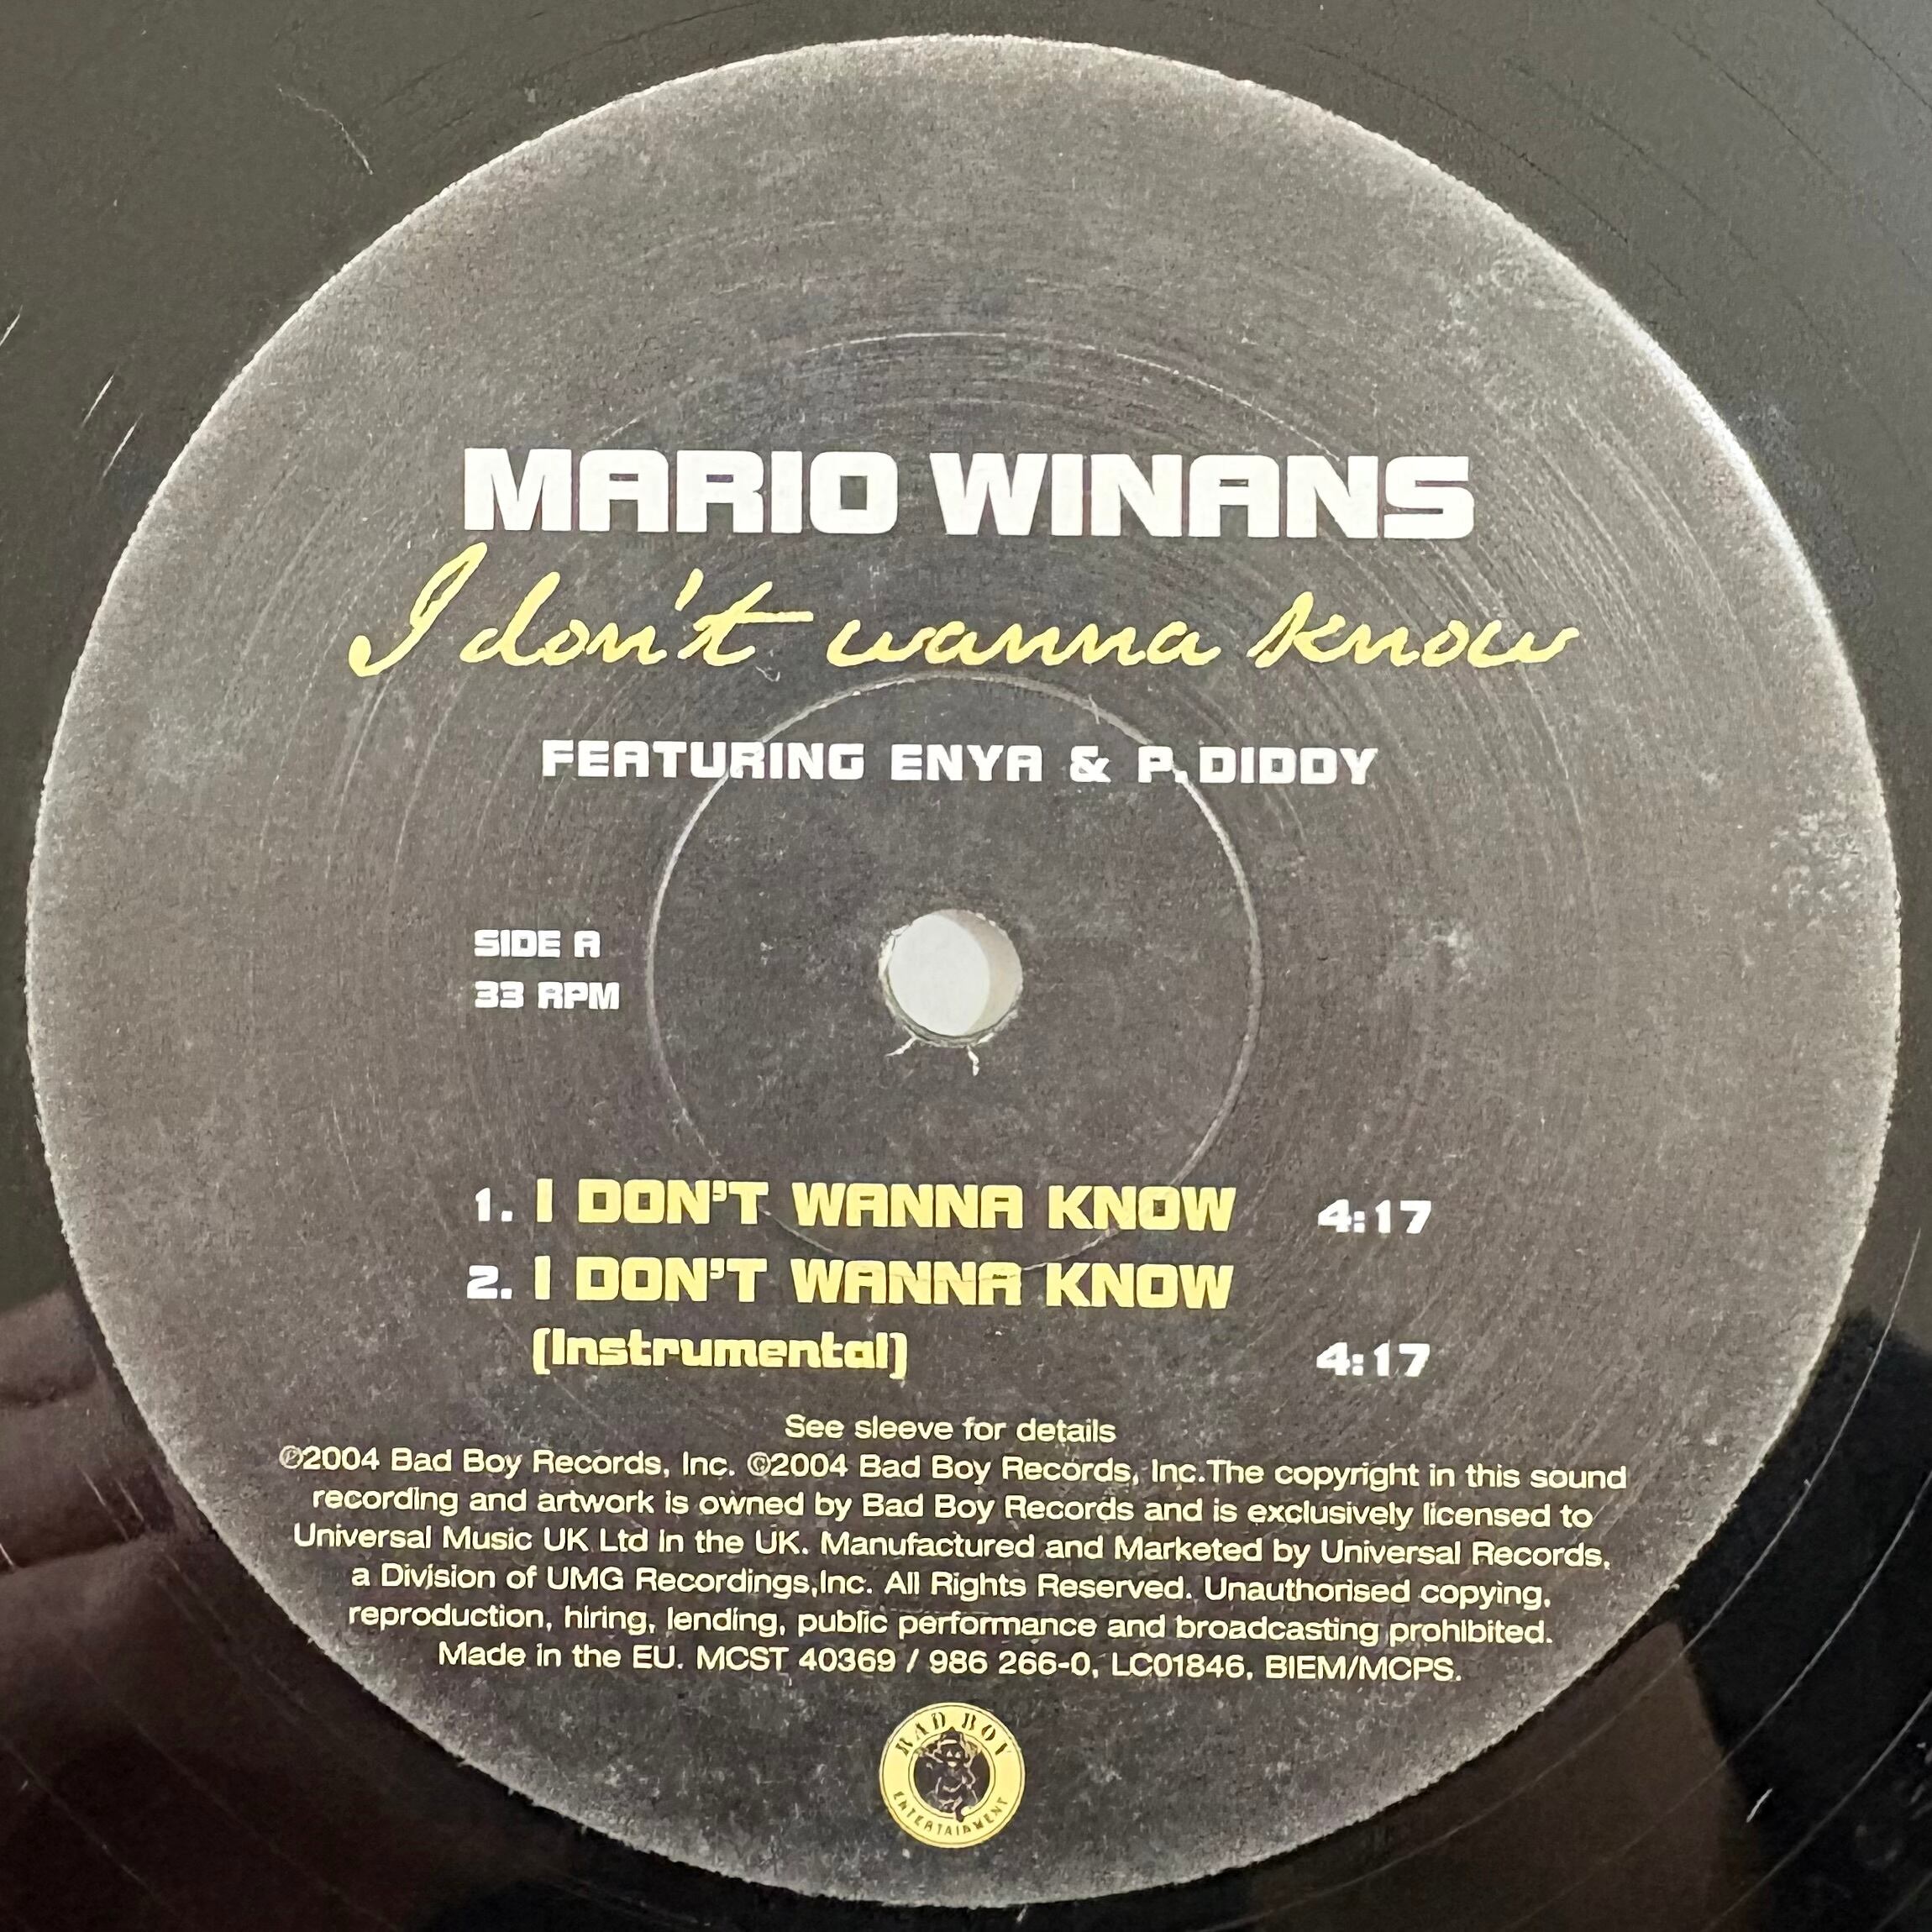 MARIO WINANS
I don't wanna know
FEATURING ENYA & P. DIDDY
SIDE A
33 RPM
1. I DON'T WANNA KNOW 4:17
2. I DON'T WANNA KNOW
(Instrumental) 4:17
See sleeve for details
℗2004 Bad Boy Records, Inc. ©2004 Bad Boy Records, Inc.The copyright in this sound
recording and artwork is owned by Bad Boy Records and is exclusively licensed to
Universal Music UK Ltd in the UK. Manufactured and Marketed by Universal Records,
a Division of UMG Recordings,Inc. All Rights Reserved. Unauthorised copying,
reproduction, hiring, lending, public performance and broadcasting prohibited.
Made in the EU. MCST 40369 / 986 266-0, LC01846, BIEM/MCPS.
BAD BOY
ENTERTAINMENT